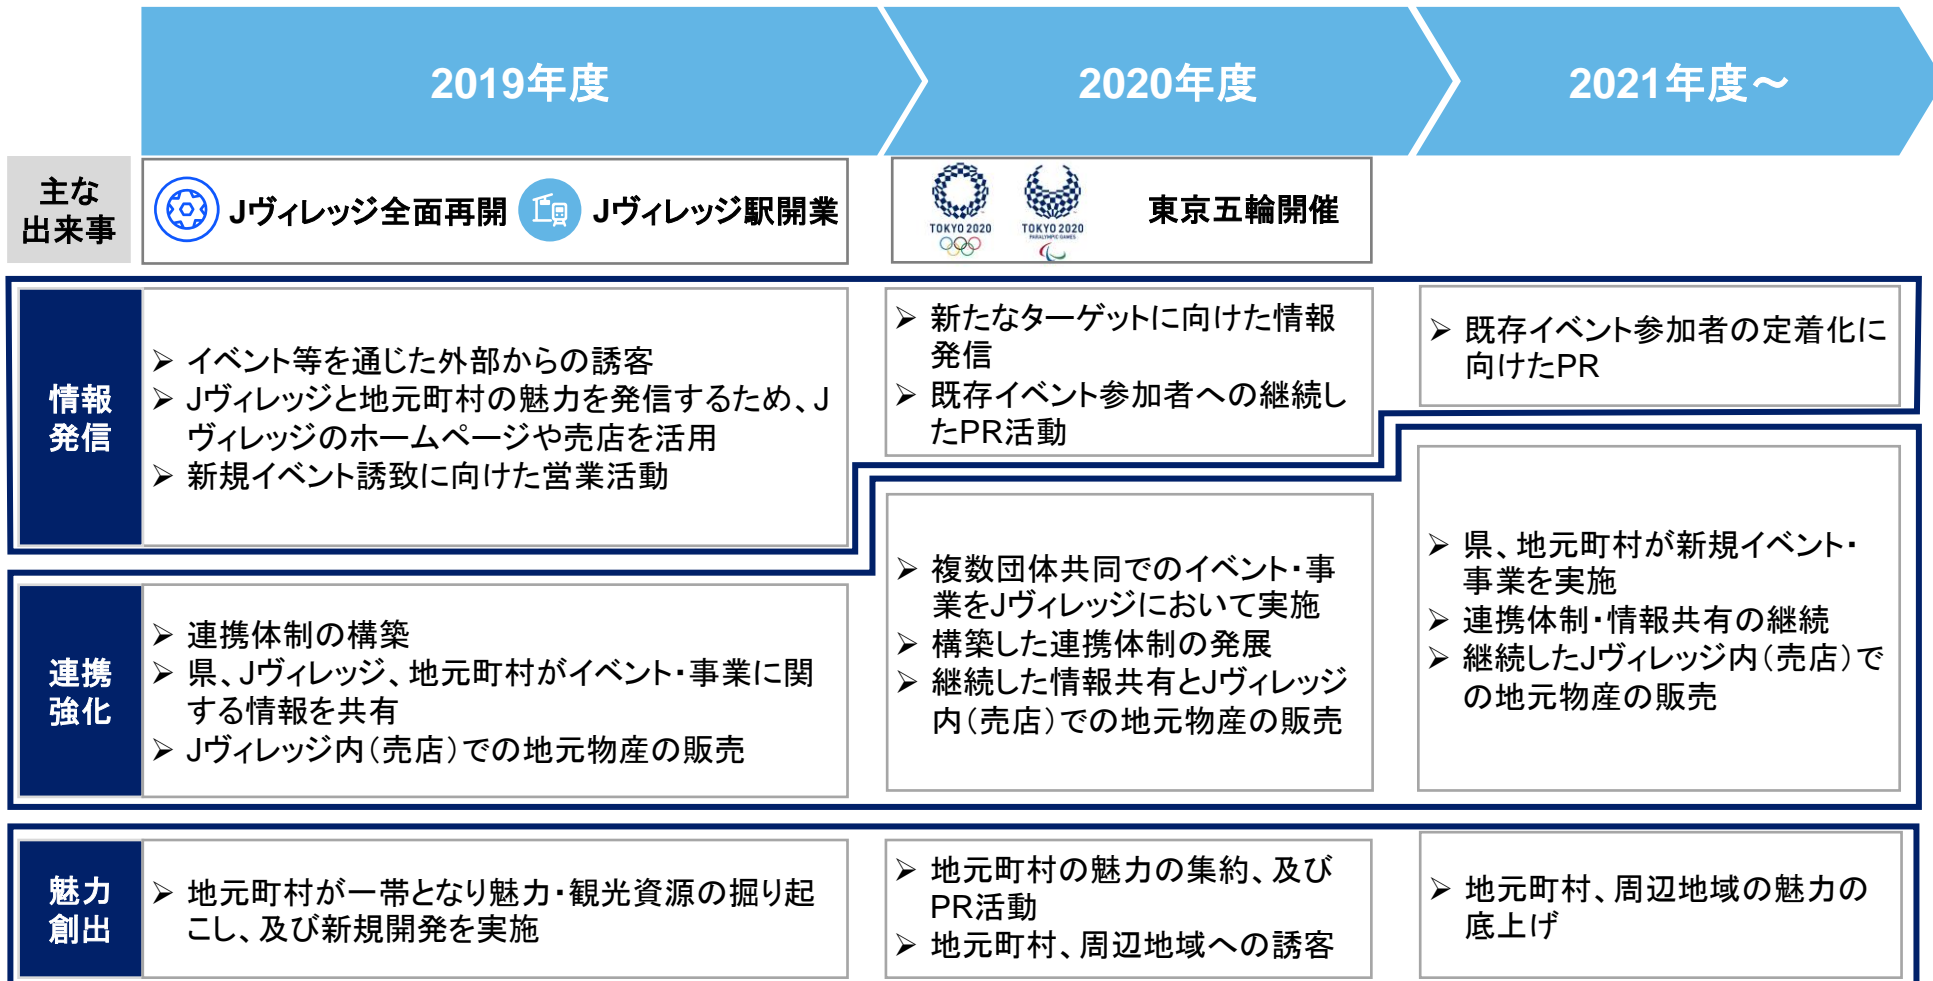 2019年度
2020年度
2021年度～
主な
出来事
Jヴィレッジ全面再開
Jヴィレッジ駅開業
TOKYO 2020
TOKYO 2020
PARALYMPIC GAMES
東京五輪開催
情報
発信
➢ イベント等を通じた外部からの誘客
➢ Jヴィレッジと地元町村の魅力を発信するため、J
ヴィレッジのホームページや売店を活用
➢ 新規イベント誘致に向けた営業活動
➢ 新たなターゲットに向けた情報
発信
➢ 既存イベント参加者への継続し
たPR活動
➢ 既存イベント参加者の定着化に
向けたPR
連携
強化
➢ 連携体制の構築
➢ 県、Jヴィレッジ、地元町村がイベント・事業に関
する情報を共有
➢ Jヴィレッジ内（売店）での地元物産の販売
➢ 複数団体共同でのイベント・事
業をJヴィレッジにおいて実施
➢ 構築した連携体制の発展
➢ 継続した情報共有とJヴィレッジ
内（売店）での地元物産の販売
➢ 県、地元町村が新規イベント・
事業を実施
➢ 連携体制・情報共有の継続
➢ 継続したJヴィレッジ内（売店）で
の地元物産の販売
魅力
創出
➢ 地元町村が一帯となり魅力・観光資源の掘り起
こし、及び新規開発を実施
➢ 地元町村の魅力の集約、及び
PR活動
➢ 地元町村、周辺地域への誘客
➢ 地元町村、周辺地域の魅力の
底上げ